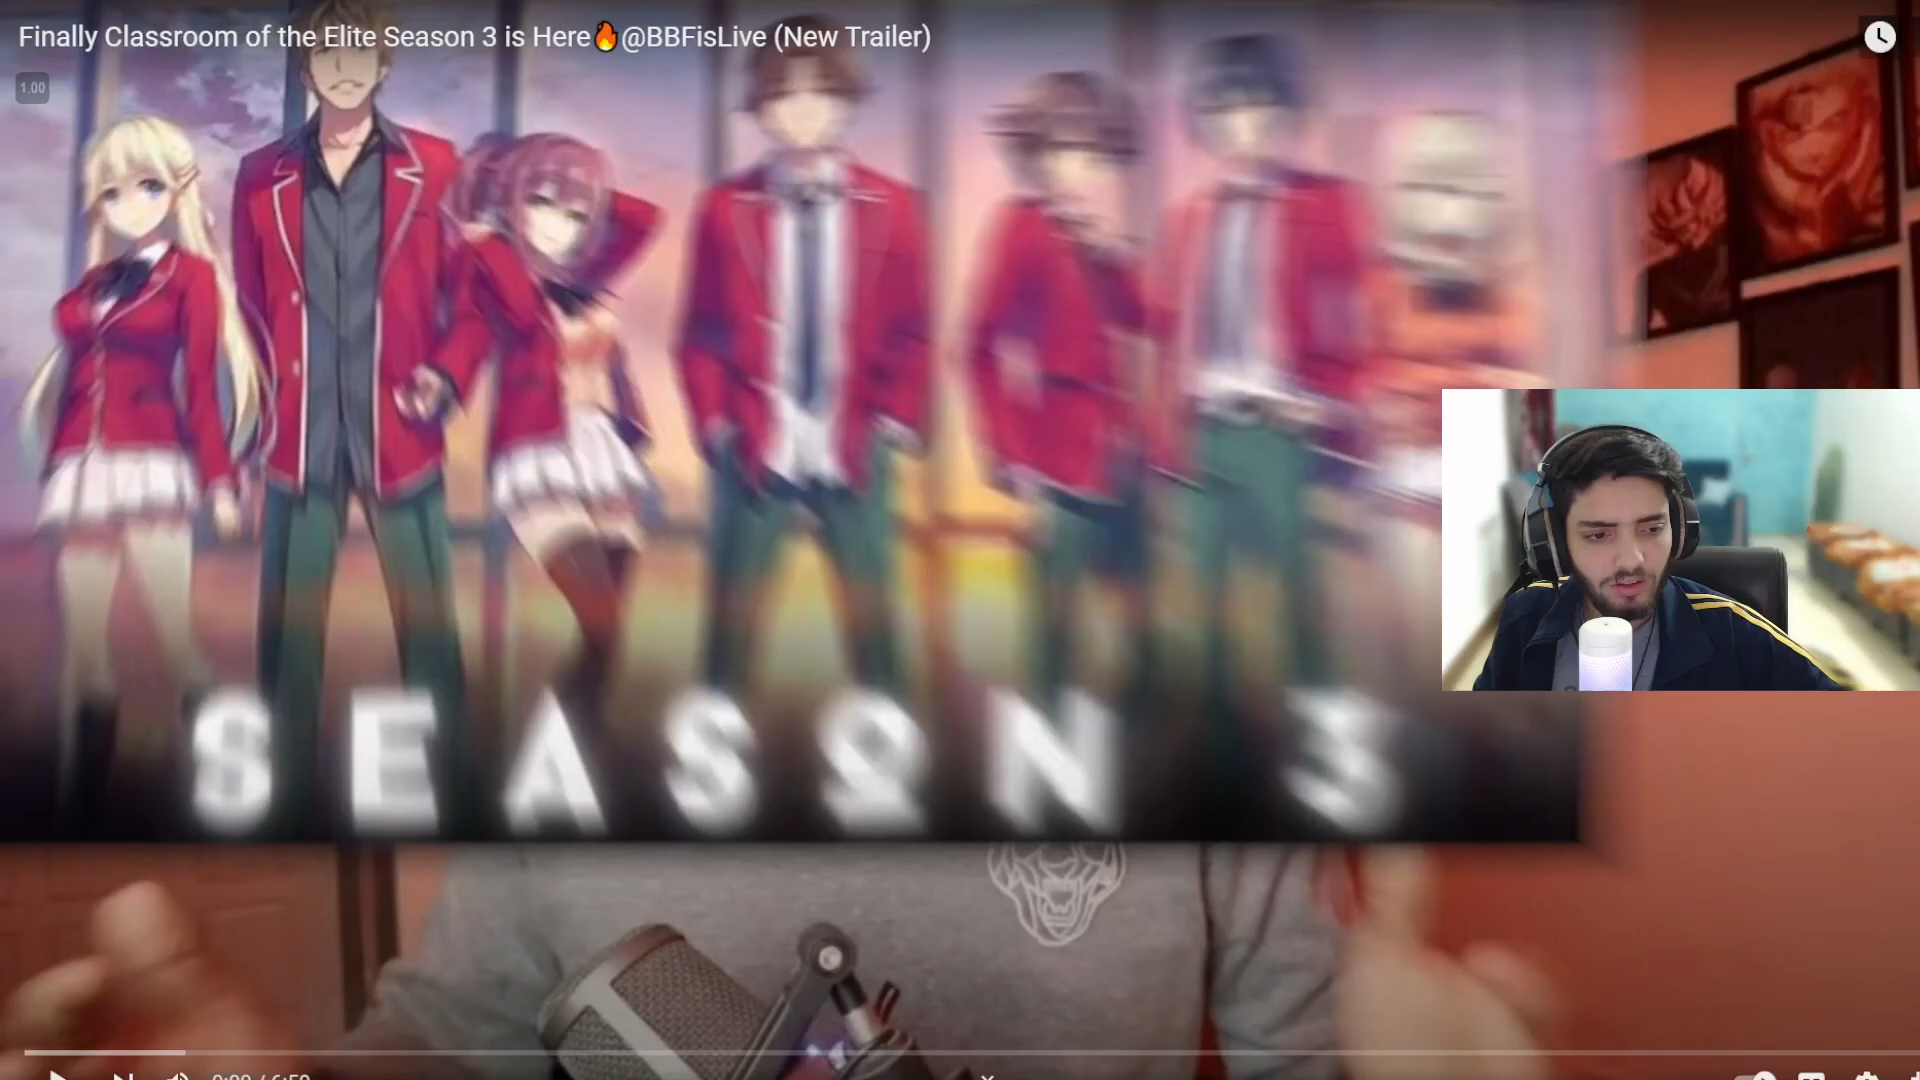 Finally Classroom of the Elite Season 3 is Here🔥@BBFisLive (New Trailer)
1.00
SEASON 3